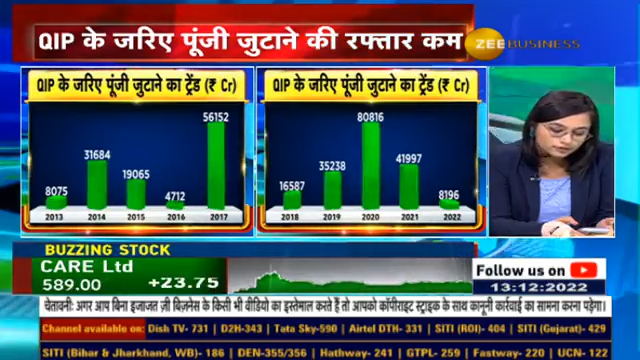 QIP के जरिए पूंजी जुटाने की रफ्तार कम
ZEE BUSINESS
QIP के जरिए पूंजी जुटाने का ट्रेंड (₹ Cr)
8075
31684
19065
4712
56152
2013 2014 2015 2016 2017
QIP के जरिए पूंजी जुटाने का ट्रेंड (₹ Cr)
16587
35238
80816
41997
8196
2018 2019 2020 2021 2022
BUZZING STOCK
CARE Ltd
589.00 +23.75
Follow us on
13:12:2022
चेतावनी: अगर आप बिना इजाजत ज़ी बिज़नेस के किसी भी वीडियो का इस्तेमाल करते हैं तो आपको कॉपीराइट स्ट्राइक के साथ कानूनी कार्रवाई का सामना करना पड़ेगा।
Channel available on: Dish TV- 731 | D2H-343 | Tata Sky-590 | Airtel DTH- 331 | SITI (ROI) - 404 | SITI (Gujarat)- 429
SITI (Bihar & Jharkhand, WB)- 186 | DEN-355/356 | Hathway- 241 | GTPL- 259 | Fastway- 220 | UCN- 122